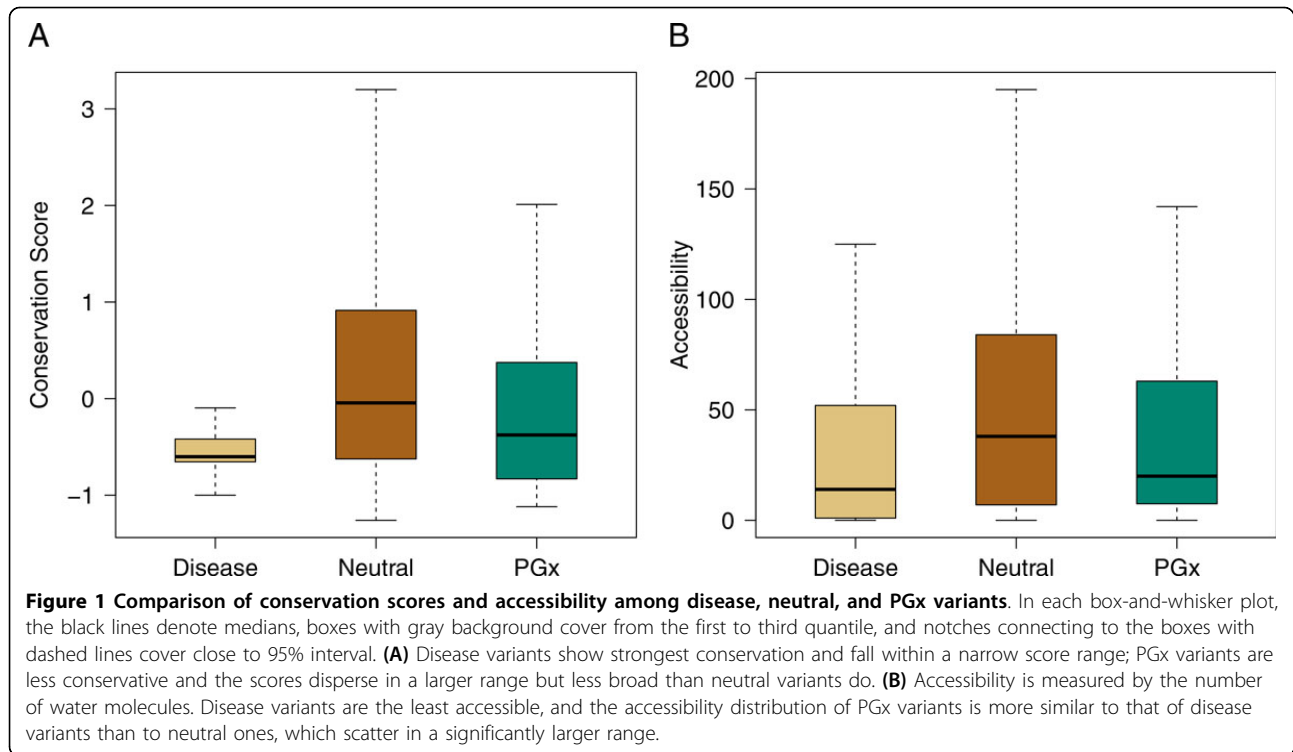 A
B
Conservation Score
3
2
1
0
−1
Disease Neutral PGx
Accessibility
200
150
100
50
0
Disease Neutral PGx
Figure 1 Comparison of conservation scores and accessibility among disease, neutral, and PGx variants. In each box-and-whisker plot,
the black lines denote medians, boxes with gray background cover from the first to third quantile, and notches connecting to the boxes with
dashed lines cover close to 95% interval. (A) Disease variants show strongest conservation and fall within a narrow score range; PGx variants are
less conservative and the scores disperse in a larger range but less broad than neutral variants do. (B) Accessibility is measured by the number
of water molecules. Disease variants are the least accessible, and the accessibility distribution of PGx variants is more similar to that of disease
variants than to neutral ones, which scatter in a significantly larger range.